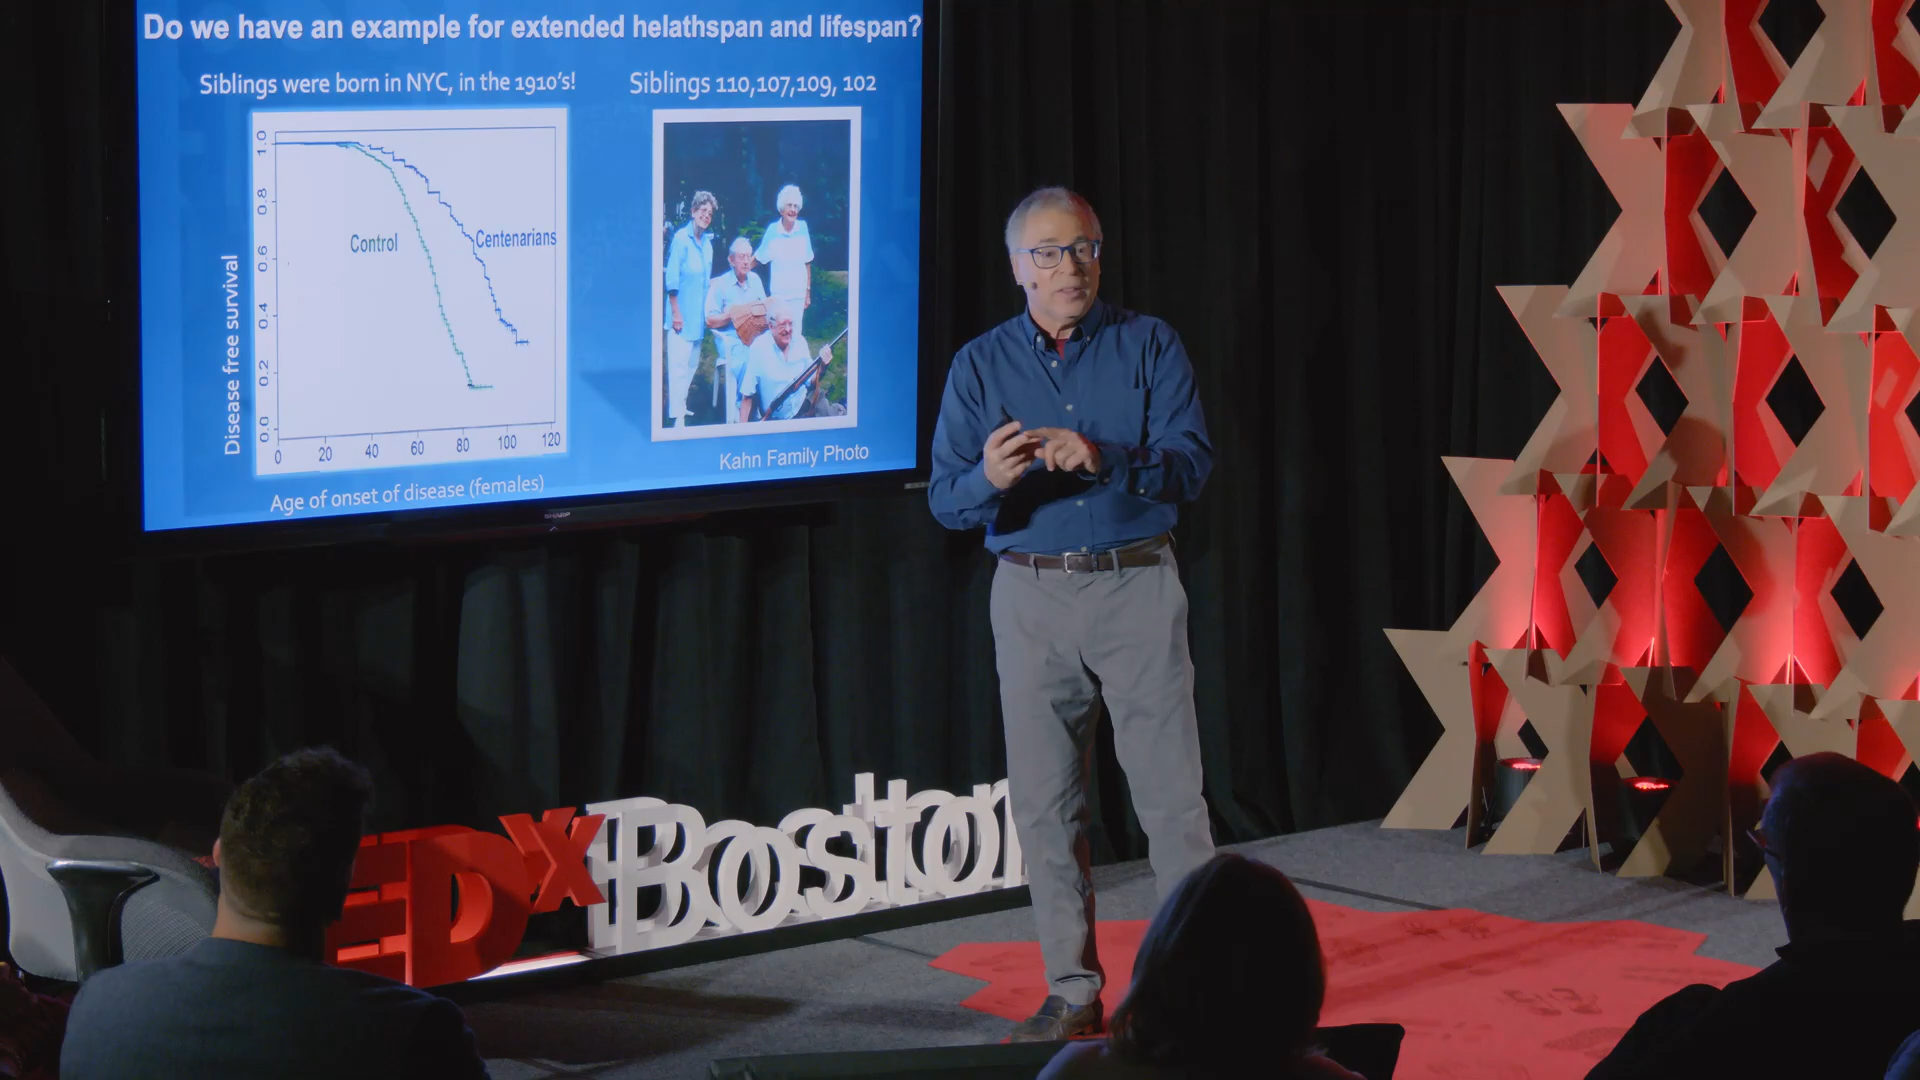 Do we have an example for extended helathspan and lifespan?
Siblings were born in NYC, in the 1910's!
Siblings 110,107,109, 102
1.0
0.8
0.6
0.4
0.2
0.0
Disease free survival
Control
Centenarians
0 20 40 60 80 100 120
Age of onset of disease (females)
Kahn Family Photo
SHARP
EDx Boston